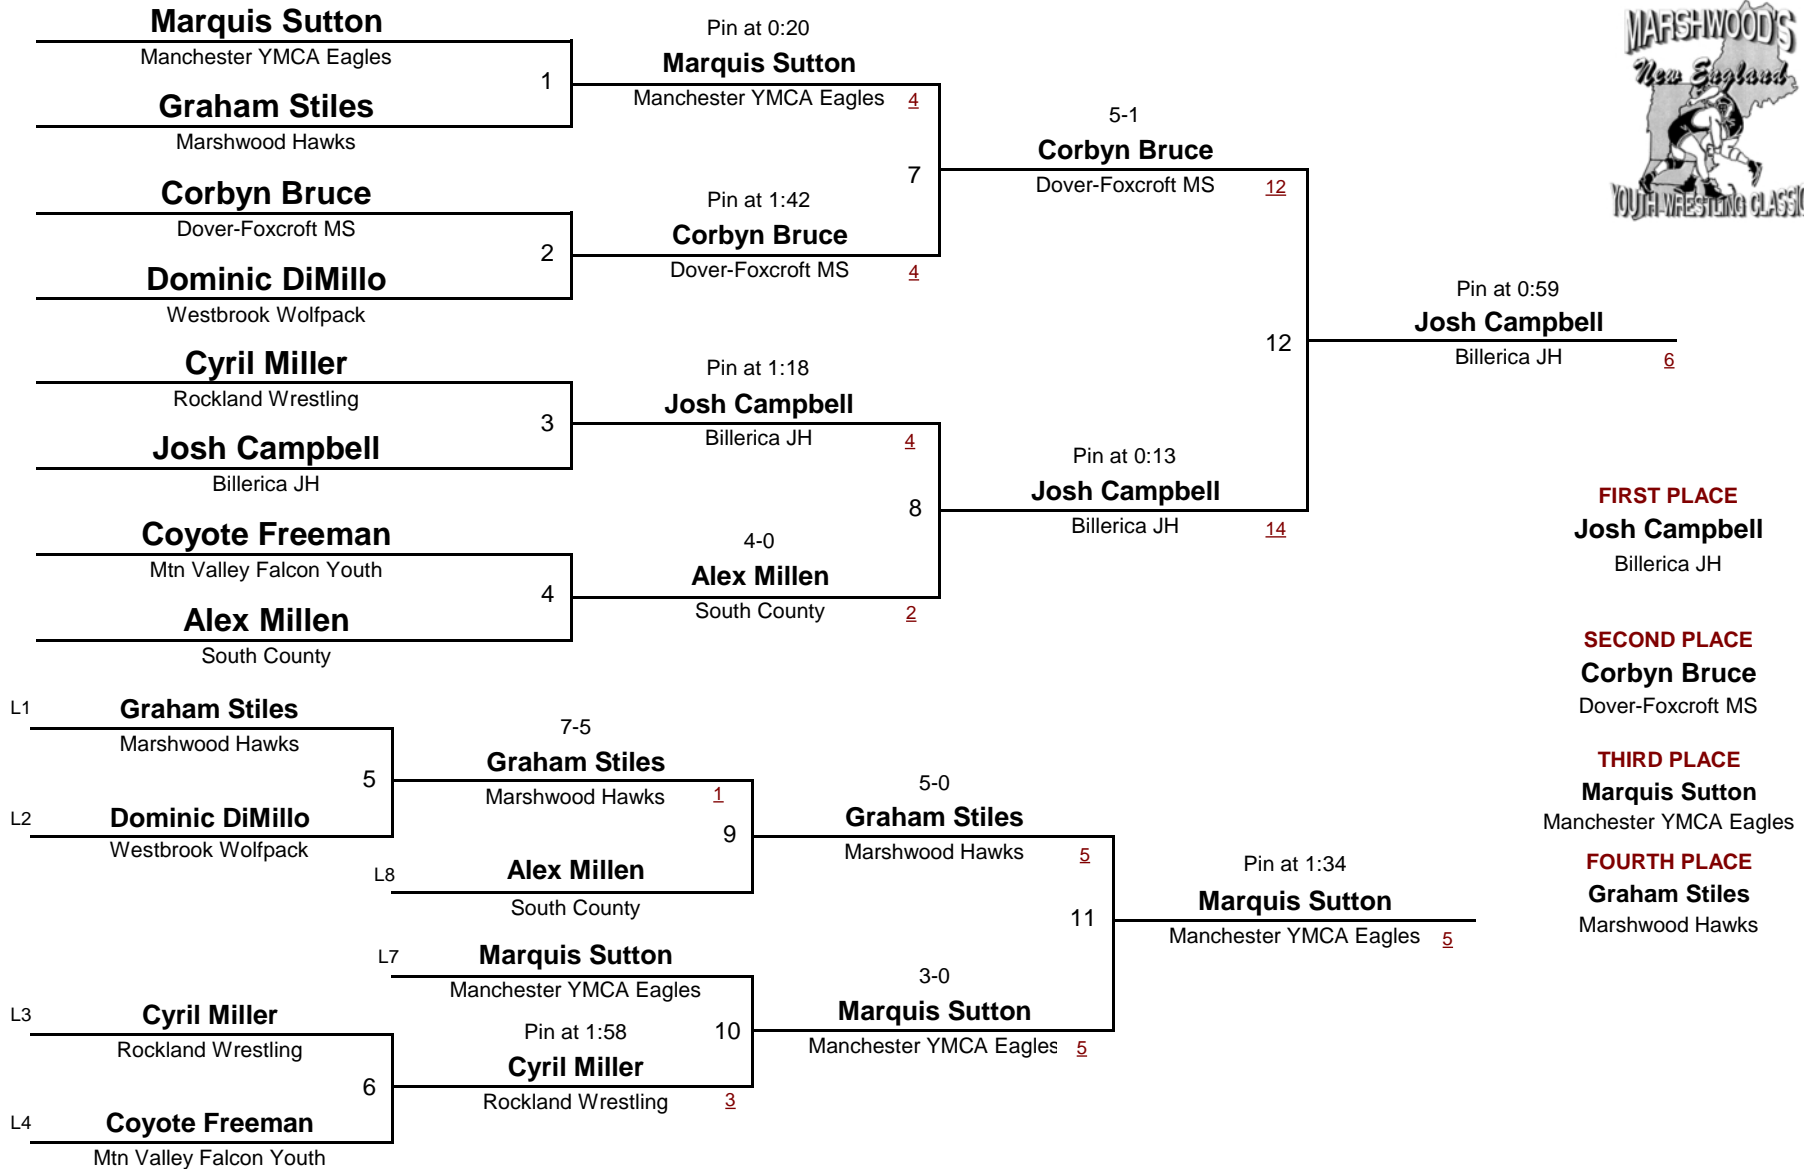 Marquis Sutton
Manchester YMCA Eagles
1
Graham Stiles
Marshwood Hawks
Corbyn Bruce
Dover-Foxcroft MS
2
Dominic DiMillo
Westbrook Wolfpack
Cyril Miller
Rockland Wrestling
3
Josh Campbell
Billerica JH
Coyote Freeman
Mtn Valley Falcon Youth
4
Alex Millen
South County
Pin at 0:20
Marquis Sutton
Manchester YMCA Eagles 4
7
Pin at 1:42
Corbyn Bruce
Dover-Foxcroft MS 4
Pin at 1:18
Josh Campbell
Billerica JH 4
8
4-0
Alex Millen
South County 2
5-1
Corbyn Bruce
Dover-Foxcroft MS 12
12
Pin at 0:13
Josh Campbell
Billerica JH 14
Pin at 0:59
Josh Campbell
Billerica JH 6
MARSHWOOD'S
New England
YOUTH WRESTLING CLASSIC
FIRST PLACE
Josh Campbell
Billerica JH
SECOND PLACE
Corbyn Bruce
Dover-Foxcroft MS
THIRD PLACE
Marquis Sutton
Manchester YMCA Eagles
FOURTH PLACE
Graham Stiles
Marshwood Hawks
L1 Graham Stiles
Marshwood Hawks
5
L2 Dominic DiMillo
Westbrook Wolfpack
7-5
Graham Stiles
Marshwood Hawks 1
9
L8 Alex Millen
South County
L7 Marquis Sutton
Manchester YMCA Eagles
10
L3 Cyril Miller
Rockland Wrestling
6
L4 Coyote Freeman
Mtn Valley Falcon Youth
Pin at 1:58
Cyril Miller
Rockland Wrestling 3
5-0
Graham Stiles
Marshwood Hawks 5
11
3-0
Marquis Sutton
Manchester YMCA Eagles 5
Pin at 1:34
Marquis Sutton
Manchester YMCA Eagles 5